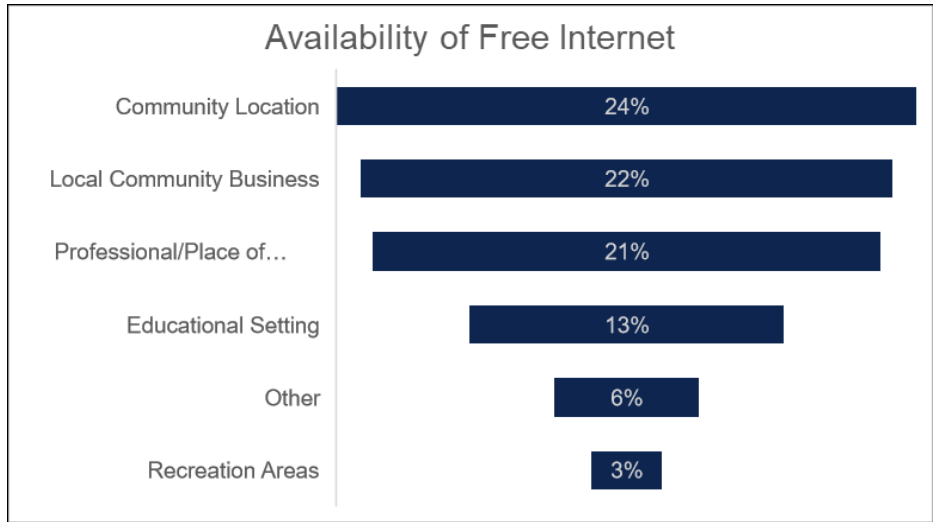 Availability of Free Internet
Community Location 24%
Local Community Business 22%
Professional/Place of… 21%
Educational Setting 13%
Other 6%
Recreation Areas 3%